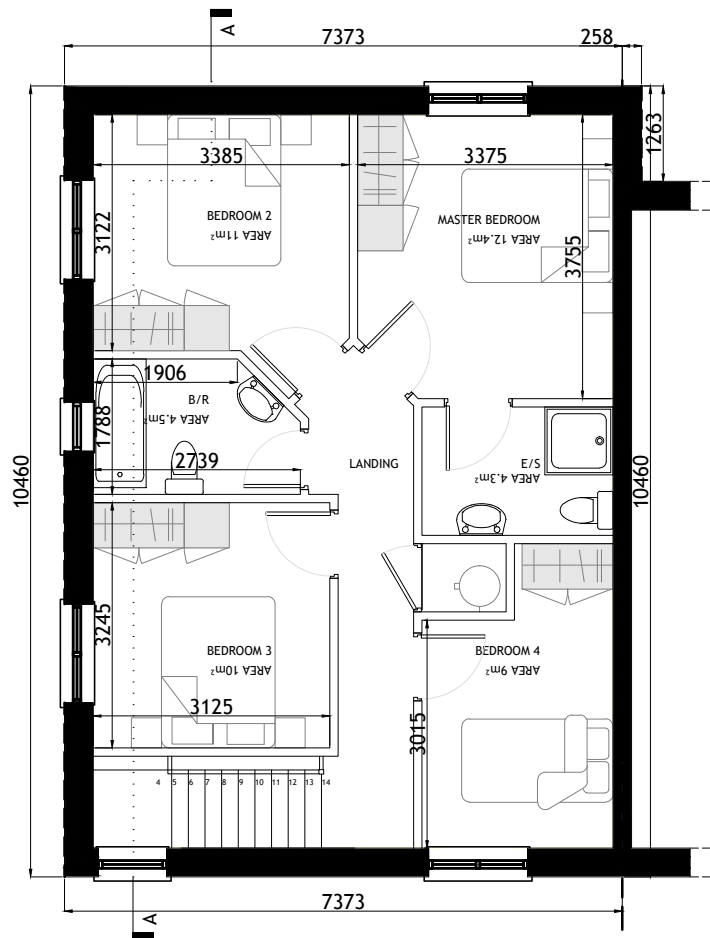 A
7373
258
1263
3385
3375
BEDROOM 2
AREA 11m²
MASTER BEDROOM
AREA 12.4m²
3122
3755
1906
B/R
AREA 4.5m²
1788
2739
LANDING
E/S
AREA 4.3m²
10460
10460
3245
BEDROOM 3
AREA 10m²
BEDROOM 4
AREA 9m²
3125
3015
4 5 6 7 8 9 10 11 12 13 14
7373
A